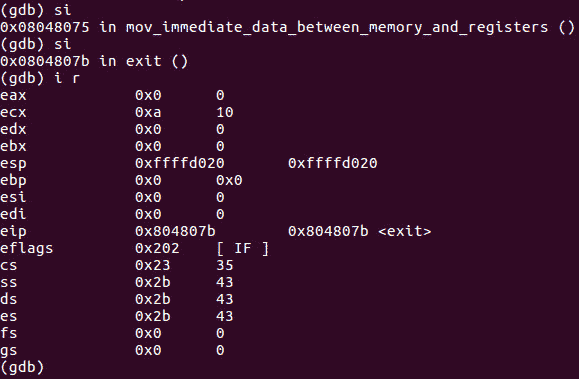 (gdb) si
0x08048075 in mov_immediate_data_between_memory_and_registers ()
(gdb) si
0x0804807b in exit ()
(gdb) i r
eax 0x0 0
ecx 0xa 10
edx 0x0 0
ebx 0x0 0
esp 0xffffd020 0xffffd020
ebp 0x0 0x0
esi 0x0 0
edi 0x0 0
eip 0x804807b 0x804807b <exit>
eflags 0x202 [ IF ]
cs 0x23 35
ss 0x2b 43
ds 0x2b 43
es 0x2b 43
fs 0x0 0
gs 0x0 0
(gdb)